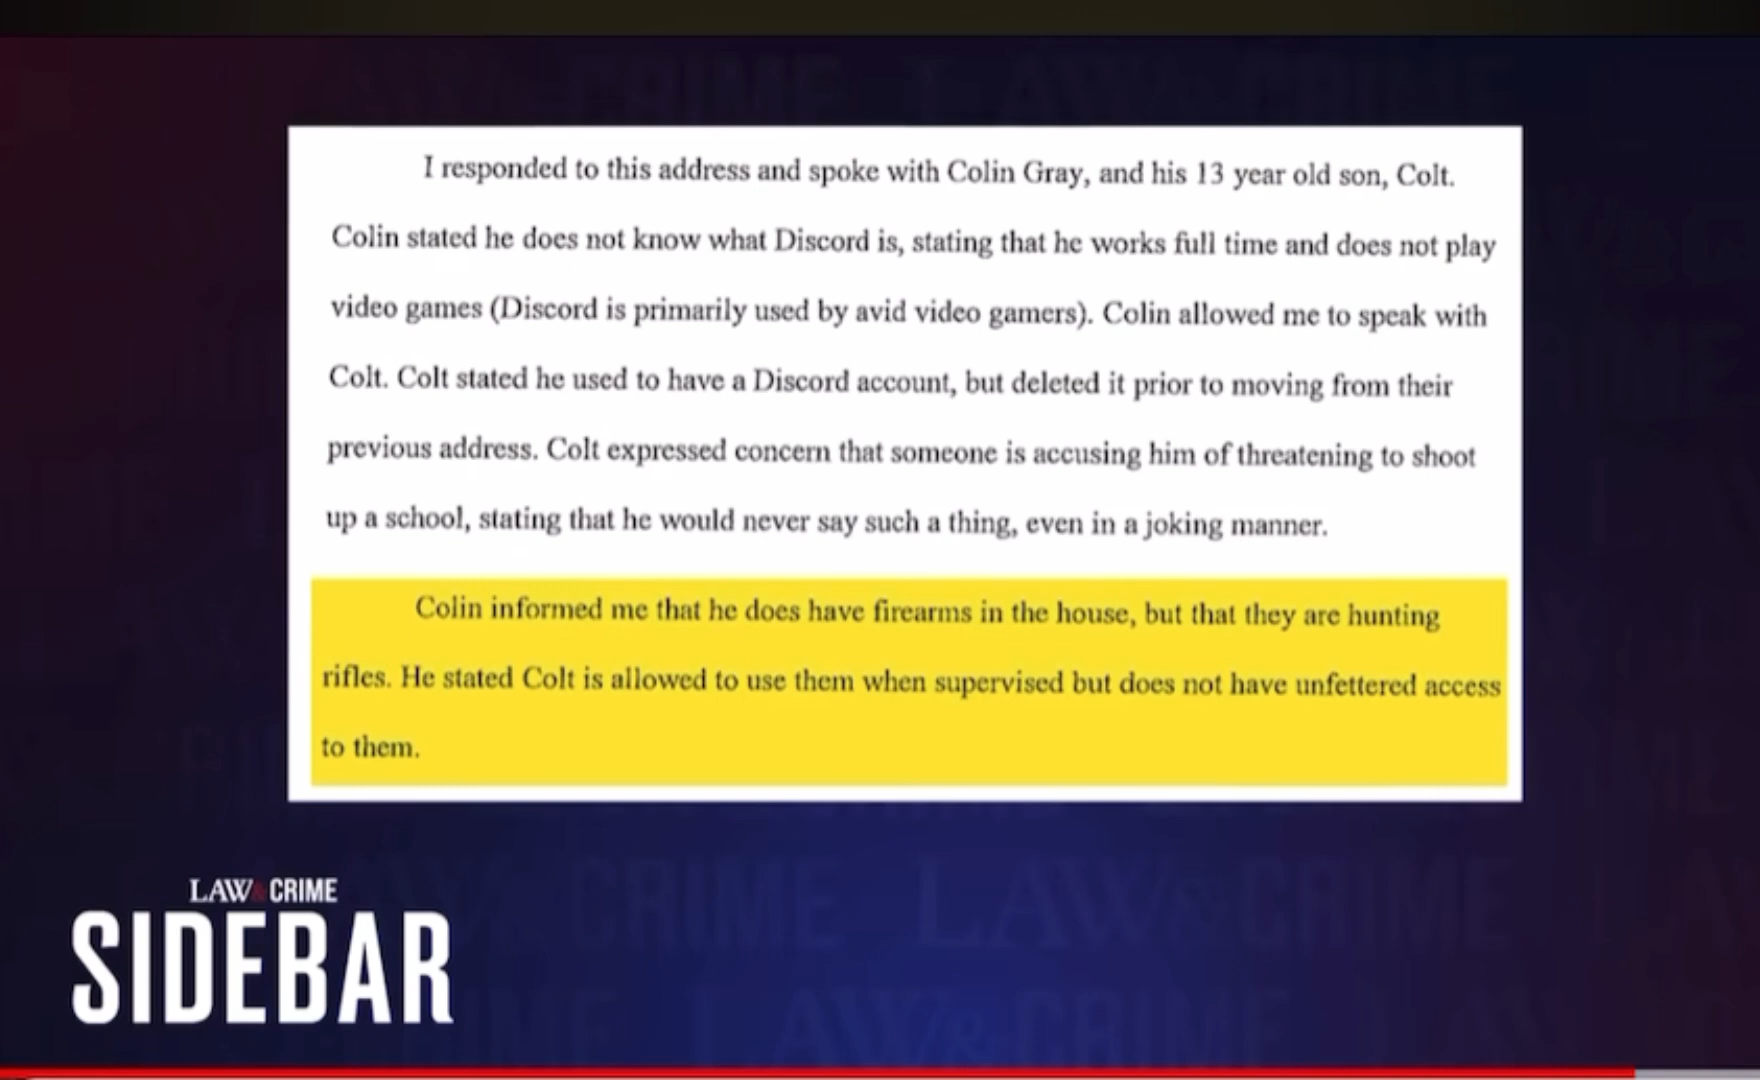 I responded to this address and spoke with Colin Gray, and his 13 year old son, Colt.
Colin stated he does not know what Discord is, stating that he works full time and does not play
video games (Discord is primarily used by avid video gamers). Colin allowed me to speak with
Colt. Colt stated he used to have a Discord account, but deleted it prior to moving from their
previous address. Colt expressed concern that someone is accusing him of threatening to shoot
up a school, stating that he would never say such a thing, even in a joking manner.
Colin informed me that he does have firearms in the house, but that they are hunting
rifles. He stated Colt is allowed to use them when supervised but does not have unfettered access
to them.
LAW&CRIME
SIDEBAR